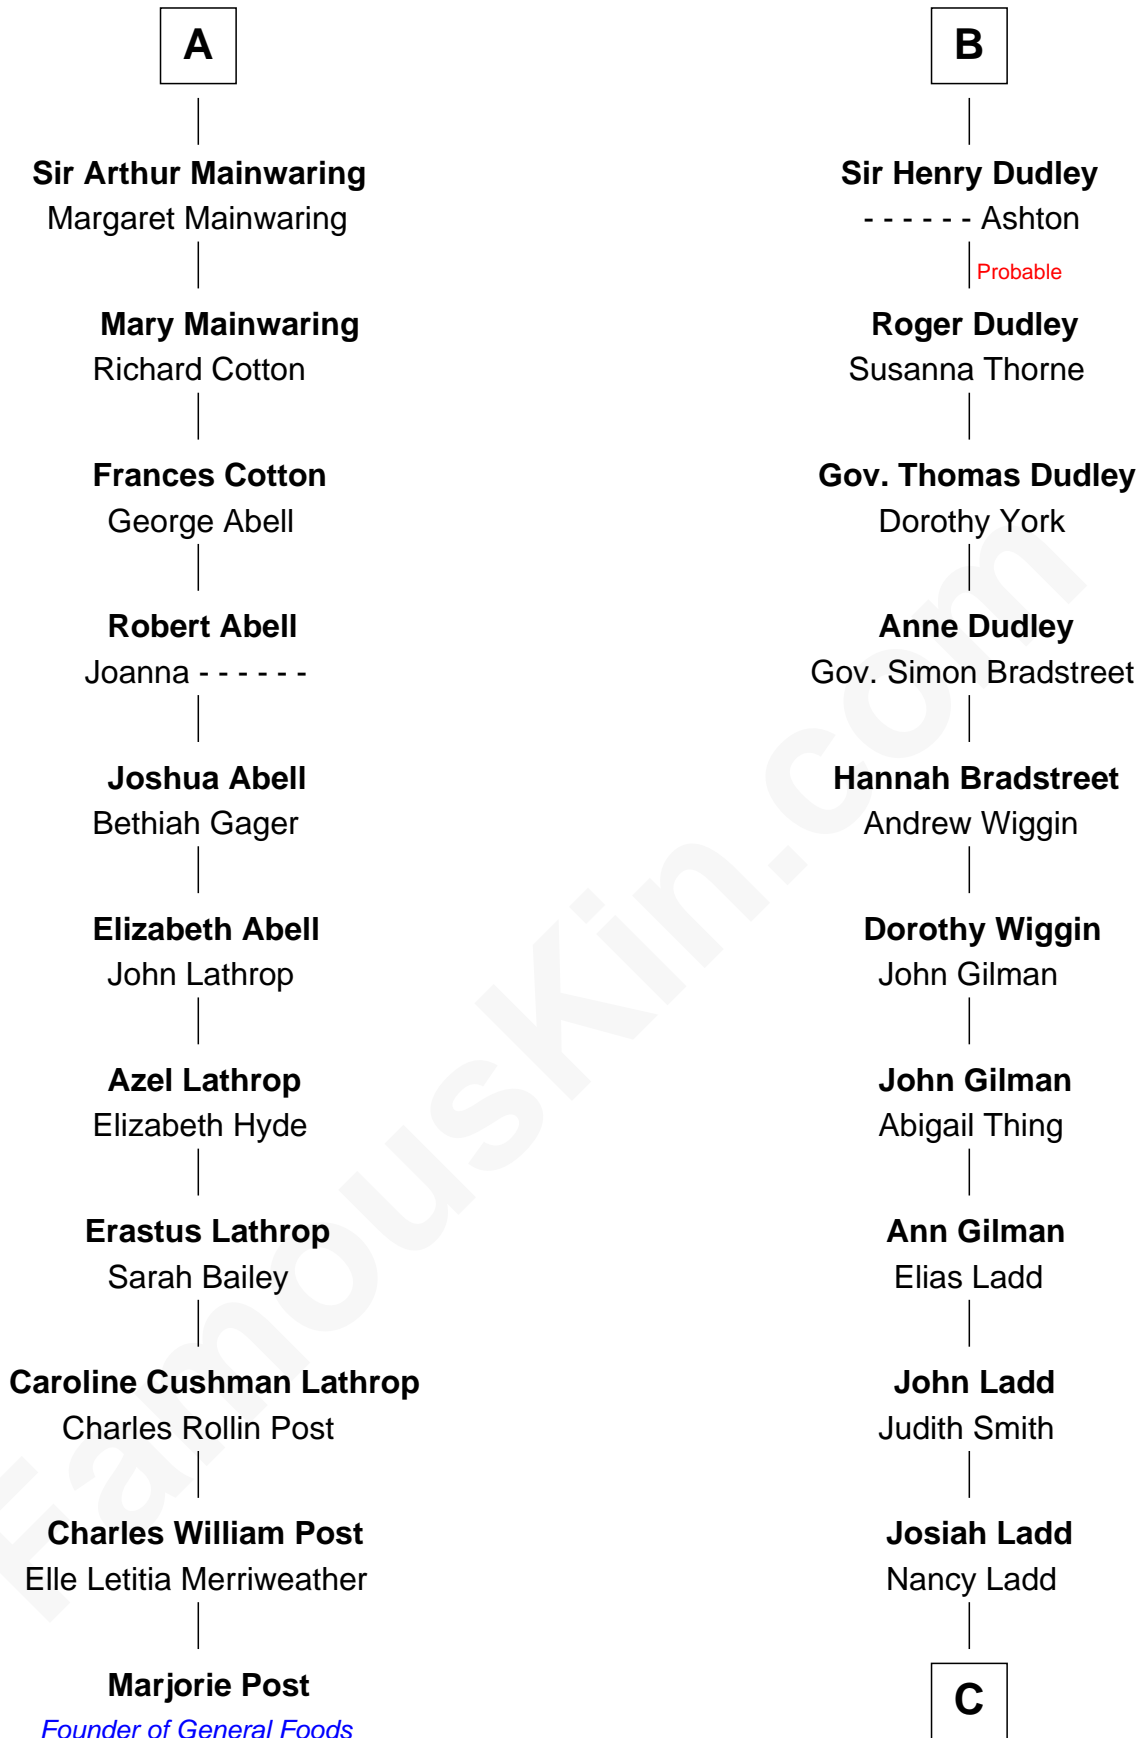 A
Sir Arthur Mainwaring
Margaret Mainwaring
Mary Mainwaring
Richard Cotton
Frances Cotton
George Abell
Robert Abell
Joanna - - - - - -
Joshua Abell
Bethiah Gager
Elizabeth Abell
John Lathrop
Azel Lathrop
Elizabeth Hyde
Erastus Lathrop
Sarah Bailey
Caroline Cushman Lathrop
Charles Rollin Post
Charles William Post
Elle Letitia Merriweather
Marjorie Post
Founder of General Foods
B
Sir Henry Dudley
- - - - - - Ashton
Probable
Roger Dudley
Susanna Thorne
Gov. Thomas Dudley
Dorothy York
Anne Dudley
Gov. Simon Bradstreet
Hannah Bradstreet
Andrew Wiggin
Dorothy Wiggin
John Gilman
John Gilman
Abigail Thing
Ann Gilman
Elias Ladd
John Ladd
Judith Smith
Josiah Ladd
Nancy Ladd
C
FamousKin.com